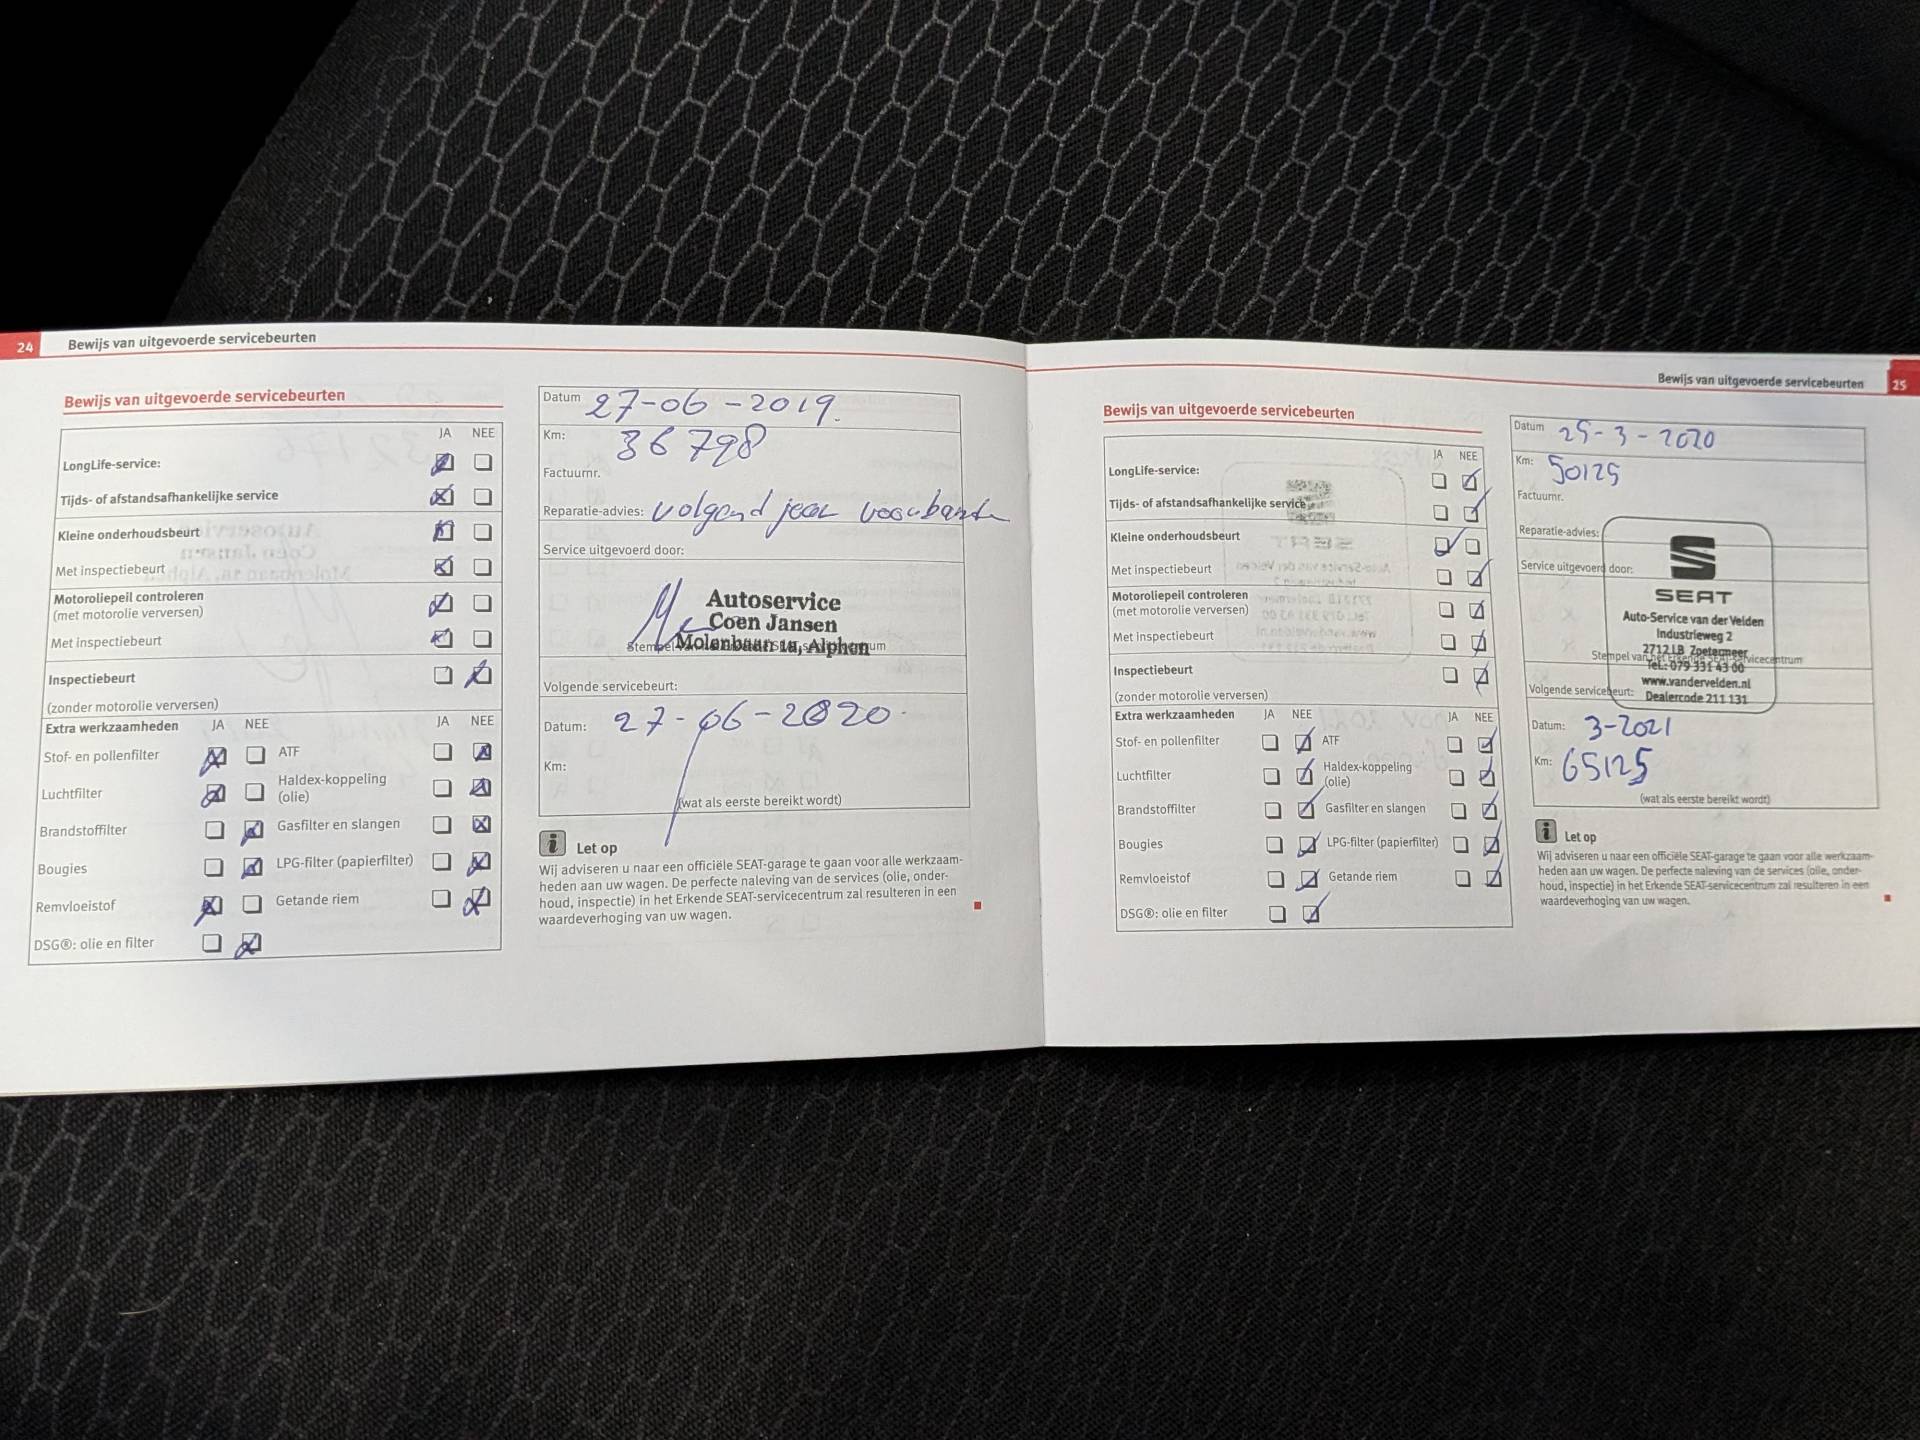 24
Bewijs van uitgevoerde servicebeurten
Bewijs van uitgevoerde servicebeurten
JA NEE
LongLife-service:
Tijds- of afstandsafhankelijke service
Kleine onderhoudsbeurt
Met inspectiebeurt
Motoroliepeil controleren
(met motorolie verversen)
Met inspectiebeurt
Inspectiebeurt
(zonder motorolie verversen)
Extra werkzaamheden JA NEE JA NEE
Stof- en pollenfilter ATF
Luchtfilter Haldex-koppeling
(olie)
Brandstoffilter Gasfilter en slangen
Bougies LPG-filter (papierfilter)
Remvloeistof Getande riem
DSG®: olie en filter
Datum 27-06-2019.
Km: 36798
Factuurnr.
Reparatie-advies: volgend jaar voorbanden
Service uitgevoerd door:
Autoservice
Coen Jansen
Molenbaan 1a, Alphen
Volgende servicebeurt:
Datum: 27-06-2020
Km:
(wat als eerste bereikt wordt)
Let op
Wij adviseren u naar een officiële SEAT-garage te gaan voor alle werkzaam-
heden aan uw wagen. De perfecte naleving van de services (olie, onder-
houd, inspectie) in het Erkende SEAT-servicecentrum zal resulteren in een
waardeverhoging van uw wagen.
Bewijs van uitgevoerde servicebeurten
25
Bewijs van uitgevoerde servicebeurten
JA NEE
LongLife-service:
Tijds- of afstandsafhankelijke service
Kleine onderhoudsbeurt
Met inspectiebeurt
Motoroliepeil controleren
(met motorolie verversen)
Met inspectiebeurt
Inspectiebeurt
(zonder motorolie verversen)
Extra werkzaamheden JA NEE JA NEE
Stof- en pollenfilter ATF
Luchtfilter Haldex-koppeling
(olie)
Brandstoffilter Gasfilter en slangen
Bougies LPG-filter (papierfilter)
Remvloeistof Getande riem
DSG®: olie en filter
Datum 25-3-2020
Km: 50125
Factuurnr.
Reparatie-advies:
Service uitgevoerd door:
SEAT
Auto-Service van der Velden
Industrieweg 2
2712 LB Zoetermeer
Stempel van het Erkende SEAT-servicecentrum
Tel.: 079 331 43 00
www.vandervelden.nl
Volgende servicebeurt: Dealercode 211 131
Datum: 3-2021
Km: 65125
(wat als eerste bereikt wordt)
Let op
Wij adviseren u naar een officiële SEAT-garage te gaan voor alle werkzaam-
heden aan uw wagen. De perfecte naleving van de services (olie, onder-
houd, inspectie) in het Erkende SEAT-servicecentrum zal resulteren in een
waardeverhoging van uw wagen.